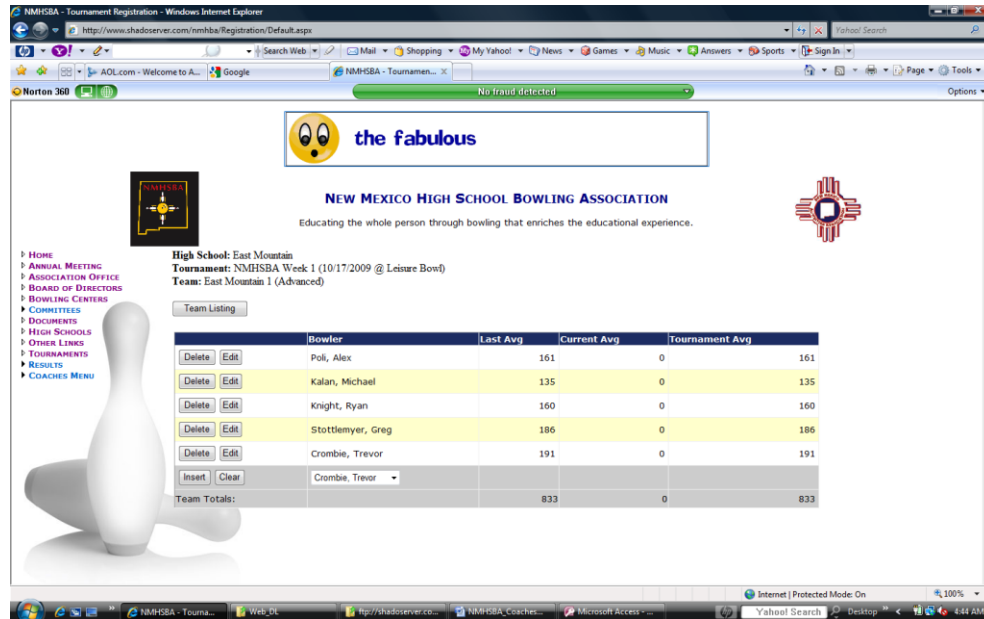 NMHSBA - Tournament Registration - Windows Internet Explorer
http://www.shadoserver.com/nmhba/Registration/Default.aspx
Yahoo! Search
Search Web Mail Shopping My Yahoo! News Games Music Answers Sports Sign In
AOL.com - Welcome to A... Google NMHSBA - Tournamen... Page Tools
Norton 360 No fraud detected Options
the fabulous
NMHSBA
NEW MEXICO HIGH SCHOOL BOWLING ASSOCIATION
Educating the whole person through bowling that enriches the educational experience.
HOME
ANNUAL MEETING
ASSOCIATION OFFICE
BOARD OF DIRECTORS
BOWLING CENTERS
COMMITTEES
DOCUMENTS
HIGH SCHOOLS
OTHER LINKS
TOURNAMENTS
RESULTS
COACHES MENU
High School: East Mountain
Tournament: NMHSBA Week 1 (10/17/2009 @ Leisure Bowl)
Team: East Mountain 1 (Advanced)
Team Listing
Bowler Last Avg Current Avg Tournament Avg
Delete Edit Poli, Alex 161 0 161
Delete Edit Kalan, Michael 135 0 135
Delete Edit Knight, Ryan 160 0 160
Delete Edit Stottlemyer, Greg 186 0 186
Delete Edit Crombie, Trevor 191 0 191
Insert Clear Crombie, Trevor
Team Totals: 833 0 833
Internet | Protected Mode: On 100%
NMHSBA - Tourna... Web_DL ftp://shadoserver.co... NMHSBA_Coaches... Microsoft Access - ... Yahoo! Search Desktop 4:44 AM